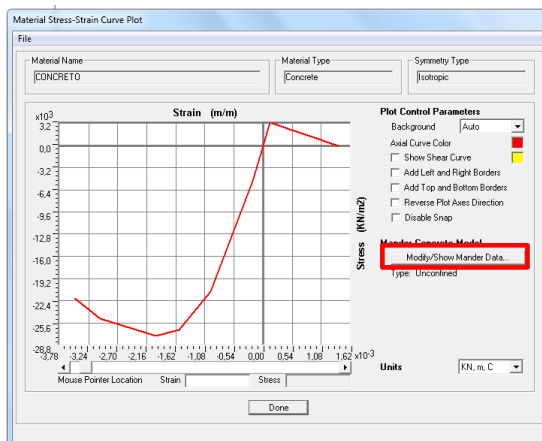 Material Stress-Strain Curve Plot
File
Material Name
CONCRETO
Material Type
Concrete
Symmetry Type
Isotropic
x10³
Strain (m/m)
3,2
0,0
-3,2
-6,4
-9,6
-12,8
-16,0
-19,2
-22,4
-25,6
-28,8
-3,78 -3,24 -2,70 -2,16 -1,62 -1,08 -0,54 0,00 0,54 1,08 1,62 x10-³
Stress (KN/m2)
Mouse Pointer Location Strain Stress
Plot Control Parameters
Background Auto
Axial Curve Color
Show Shear Curve
Add Left and Right Borders
Add Top and Bottom Borders
Reverse Plot Axes Direction
Disable Snap
Mander Concrete Model
Modify/Show Mander Data...
Type: Unconfined
Units KN, m, C
Done